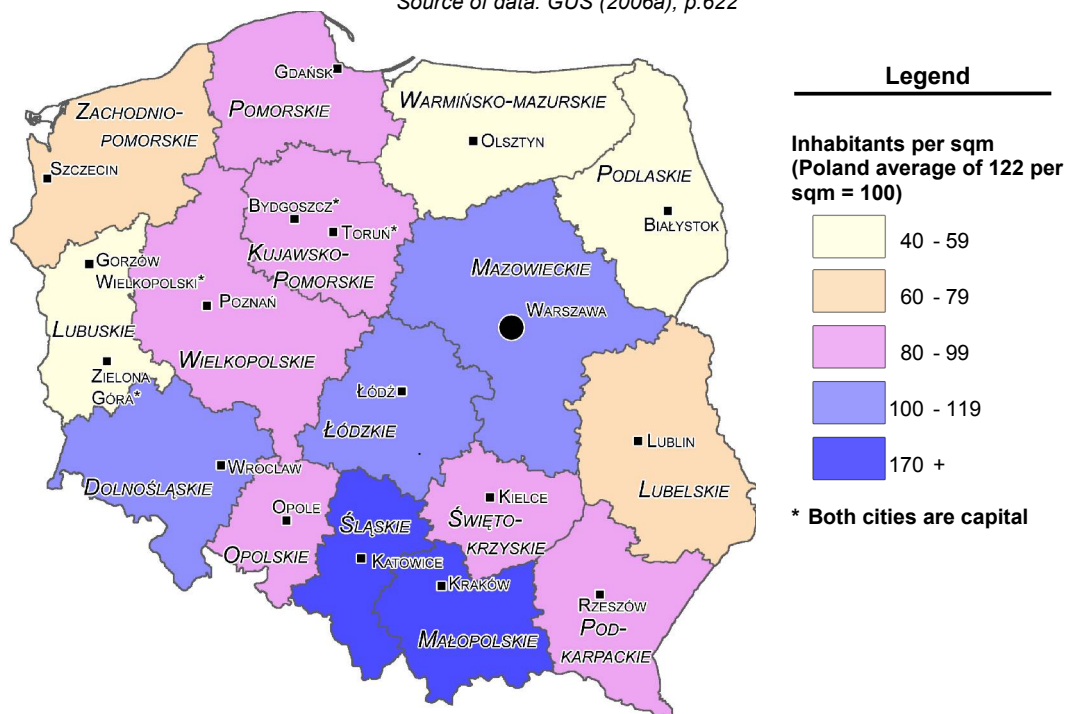 Source of data: GUS (2006a), p.622
GDAŃSK
POMORSKIE
WARMIŃSKO-MAZURSKIE
ZACHODNIO-
POMORSKIE
OLSZTYN
SZCZECIN
PODLASKIE
BYDGOSZCZ*
BIAŁYSTOK
TORUŃ*
KUJAWSKO-
POMORSKIE
GORZÓW
WIELKOPOLSKI*
MAZOWIECKIE
POZNAŃ
WARSZAWA
LUBUSKIE
WIELKOPOLSKIE
ZIELONA
GÓRA*
ŁÓDŹ
ŁÓDZKIE
LUBLIN
WROCLAW
DOLNOŚLĄSKIE
LUBELSKIE
KIELCE
OPOLE
ŚLĄSKIE
ŚWIĘTO-
KRZYSKIE
OPOLSKIE
KATOWICE
KRAKÓW
RZESZÓW
MAŁOPOLSKIE
POD-
KARPACKIE
Legend
Inhabitants per sqm
(Poland average of 122 per
sqm = 100)
40 - 59
60 - 79
80 - 99
100 - 119
170 +
* Both cities are capital